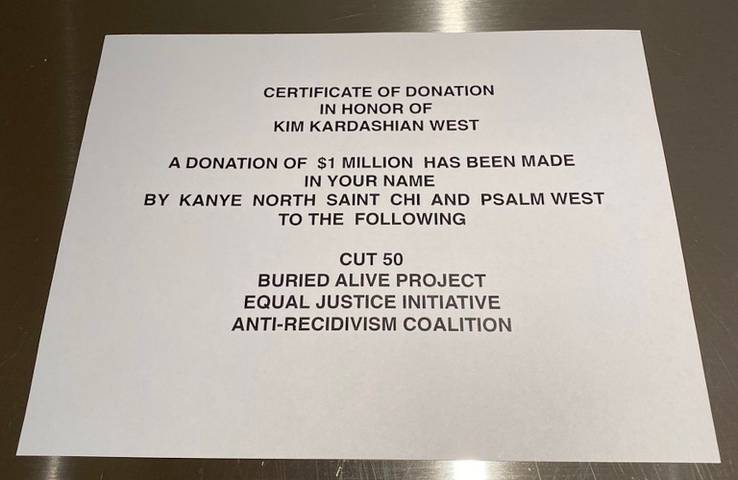 CERTIFICATE OF DONATION
IN HONOR OF
KIM KARDASHIAN WEST
A DONATION OF $1 MILLION HAS BEEN MADE
IN YOUR NAME
BY KANYE NORTH SAINT CHI AND PSALM WEST
TO THE FOLLOWING
CUT 50
BURIED ALIVE PROJECT
EQUAL JUSTICE INITIATIVE
ANTI-RECIDIVISM COALITION